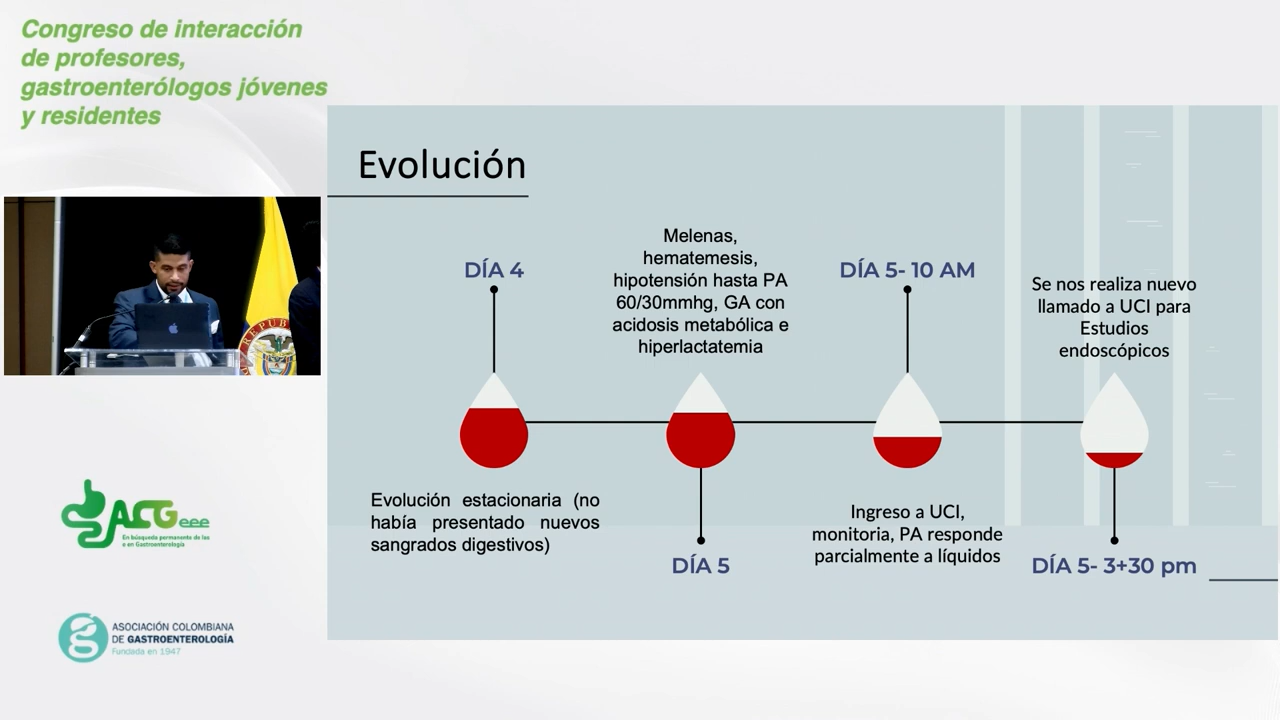 Congreso de interacción
de profesores,
gastroenterólogos jóvenes
y residentes
Evolución
DÍA 4
Evolución estacionaria (no
había presentado nuevos
sangrados digestivos)
Melenas,
hematemesis,
hipotensión hasta PA
60/30mmhg, GA con
acidosis metabólica e
hiperlactatemia
DÍA 5
DÍA 5- 10 AM
Ingreso a UCI,
monitoria, PA responde
parcialmente a líquidos
Se nos realiza nuevo
llamado a UCI para
Estudios
endoscópicos
DÍA 5- 3+30 pm
ACGeee
En búsqueda permanente de las
e en Gastroenterología
ASOCIACIÓN COLOMBIANA
DE GASTROENTEROLOGÍA
Fundada en 1947